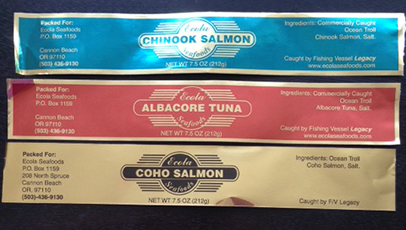 Packed For:
Ecola Seafoods
P.O. Box 1159
Cannon Beach
OR 97110
(503) 436-9130
Ecola
CHINOOK SALMON
Seafoods
NET WT 7.5 OZ (212g)
Ingredients: Commercially Caught
Ocean Troll
Chinook Salmon, Salt.
Caught by Fishing Vessel Legacy
www.ecolaseafoods.com
Packed For:
Ecola Seafoods
P.O. Box 1159
Cannon Beach
OR 97110
(503) 436-9130
Ecola
ALBACORE TUNA
Seafoods
NET WT 7.5 OZ (212g)
Ingredients: Commercially Caught
Ocean Troll
Albacore Tuna, Salt.
Caught by Fishing Vessel Legacy
www.ecolaseafoods.com
Packed For:
Ecola Seafoods
P.O. Box 1159
208 North Spruce
Cannon Beach
OR 97110
(503)-436-9130
Ecola
COHO SALMON
Seafoods
NET WT 7.5 OZ (212g)
Ingredients: Ocean Troll
Coho Salmon, Salt.
Caught by F/V Legacy